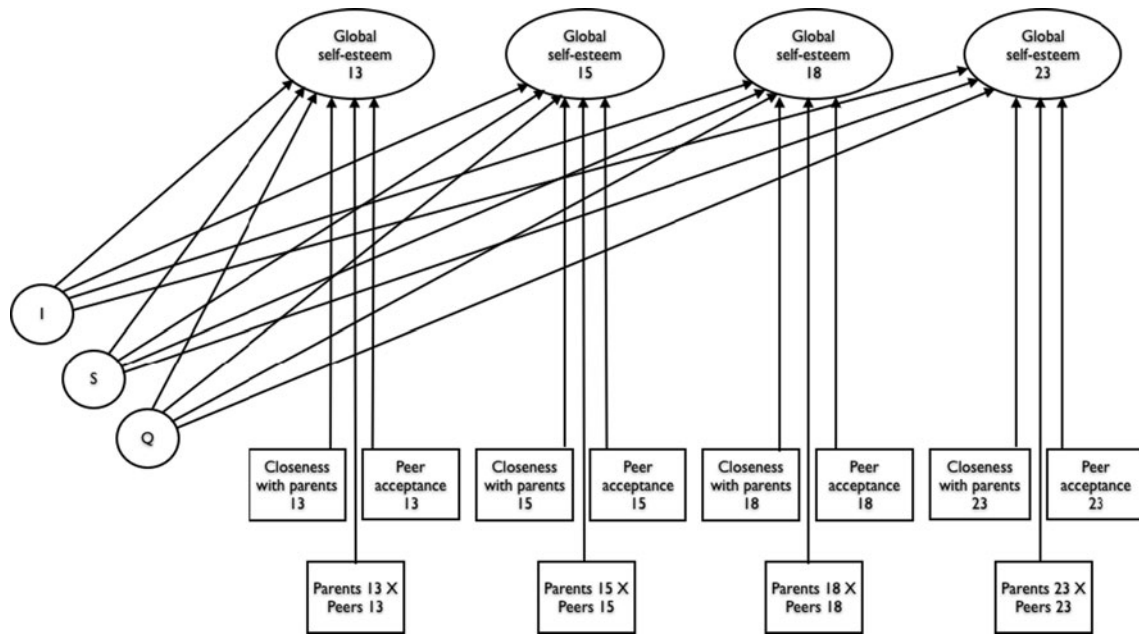 Global
self-esteem
13
Global
self-esteem
15
Global
self-esteem
18
Global
self-esteem
23
I
S
Q
Closeness
with parents
13
Peer
acceptance
13
Closeness
with parents
15
Peer
acceptance
15
Closeness
with parents
18
Peer
acceptance
18
Closeness
with parents
23
Peer
acceptance
23
Parents 13 X
Peers 13
Parents 15 X
Peers 15
Parents 18 X
Peers 18
Parents 23 X
Peers 23